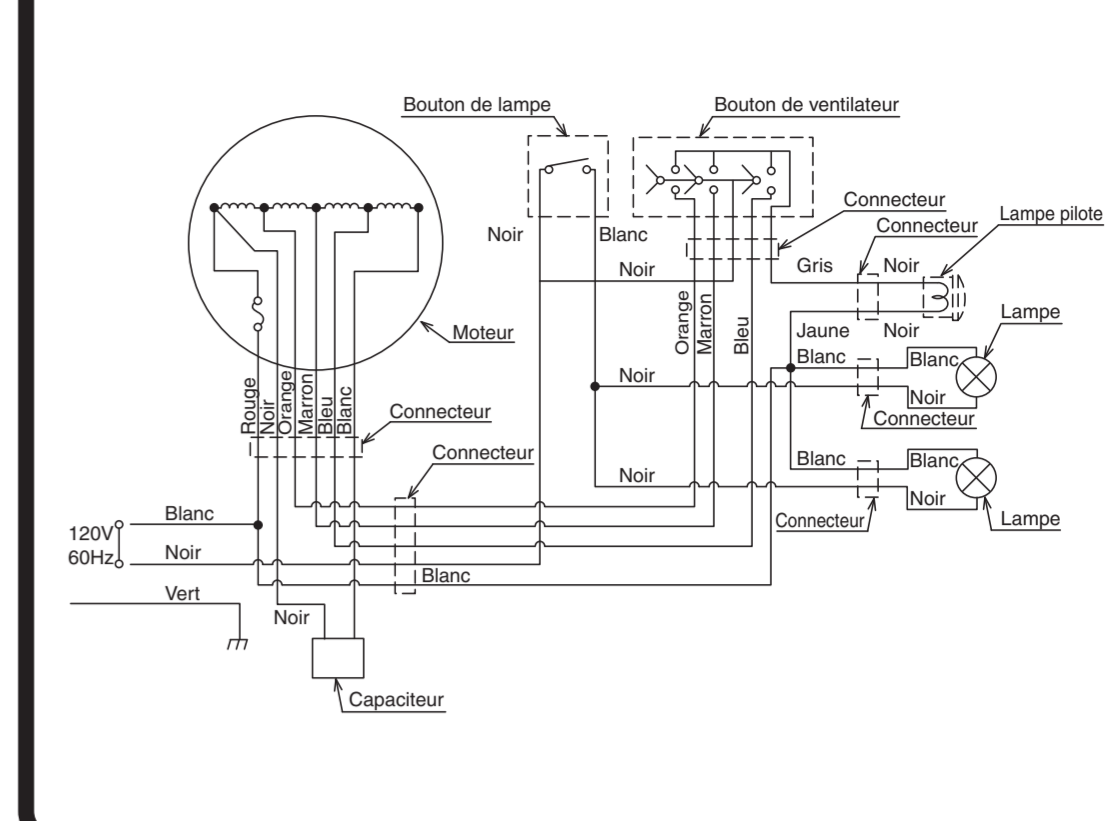 Bouton de lampe
Bouton de ventilateur
Connecteur
Connecteur
Lampe pilote
Noir
Blanc
Noir
Gris
Noir
Moteur
Orange
Marron
Bleu
Jaune
Noir
Lampe
Blanc
Blanc
Noir
Noir
Connecteur
Rouge
Noir
Orange
Marron
Bleu
Blanc
Connecteur
Connecteur
Noir
Blanc
Blanc
Noir
Connecteur
Lampe
120V
60Hz
Blanc
Noir
Blanc
Vert
Noir
Capaciteur